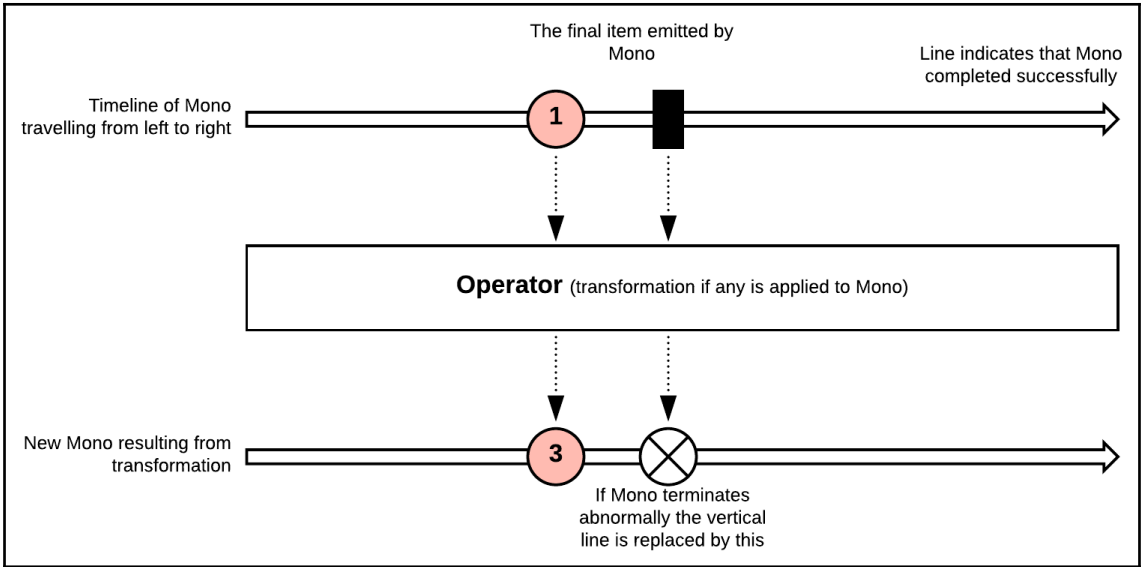 The final item emitted by
Mono
Line indicates that Mono
completed successfully
Timeline of Mono
travelling from left to right
1
Operator (transformation if any is applied to Mono)
New Mono resulting from
transformation
3
If Mono terminates
abnormally the vertical
line is replaced by this